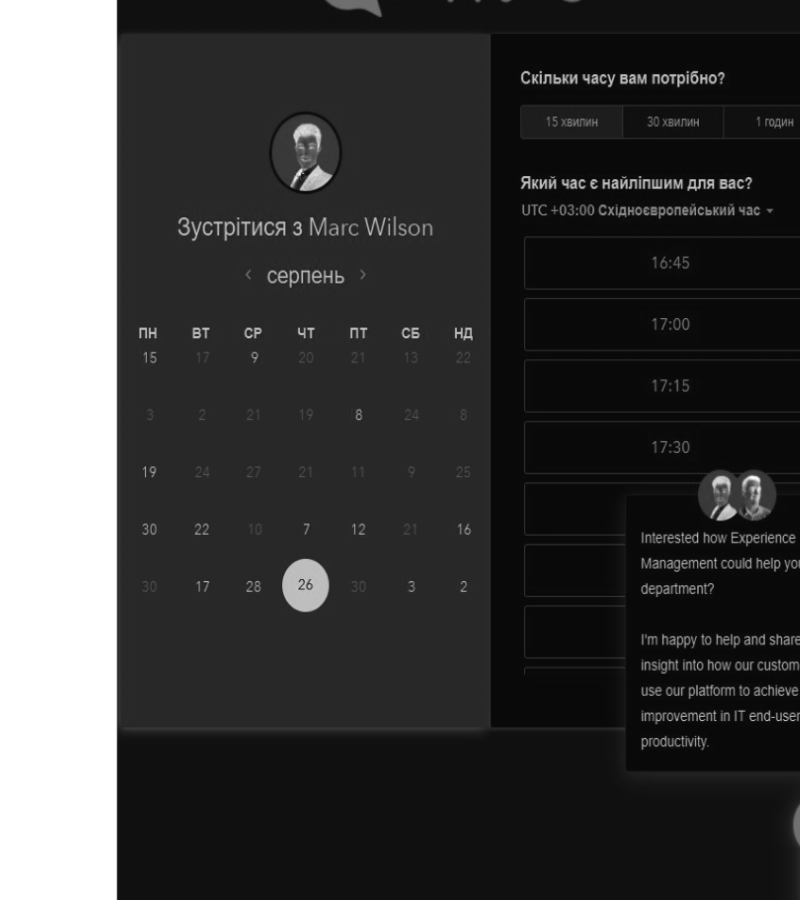 Зустрітися з Marc Wilson
‹ серпень ›
ПН ВТ СР ЧТ ПТ СБ НД
15 17 9 20 21 13 22
3 2 21 19 8 24 8
19 24 27 21 11 9 25
30 22 10 7 12 21 16
30 17 28 26 30 3 2
Скільки часу вам потрібно?
15 хвилин 30 хвилин 1 годин
Який час є найліпшим для вас?
UTC +03:00 Східноєвропейський час
16:45
17:00
17:15
17:30
Interested how Experience
Management could help you
department?
I'm happy to help and share
insight into how our custom
use our platform to achieve
improvement in IT end-user
productivity.